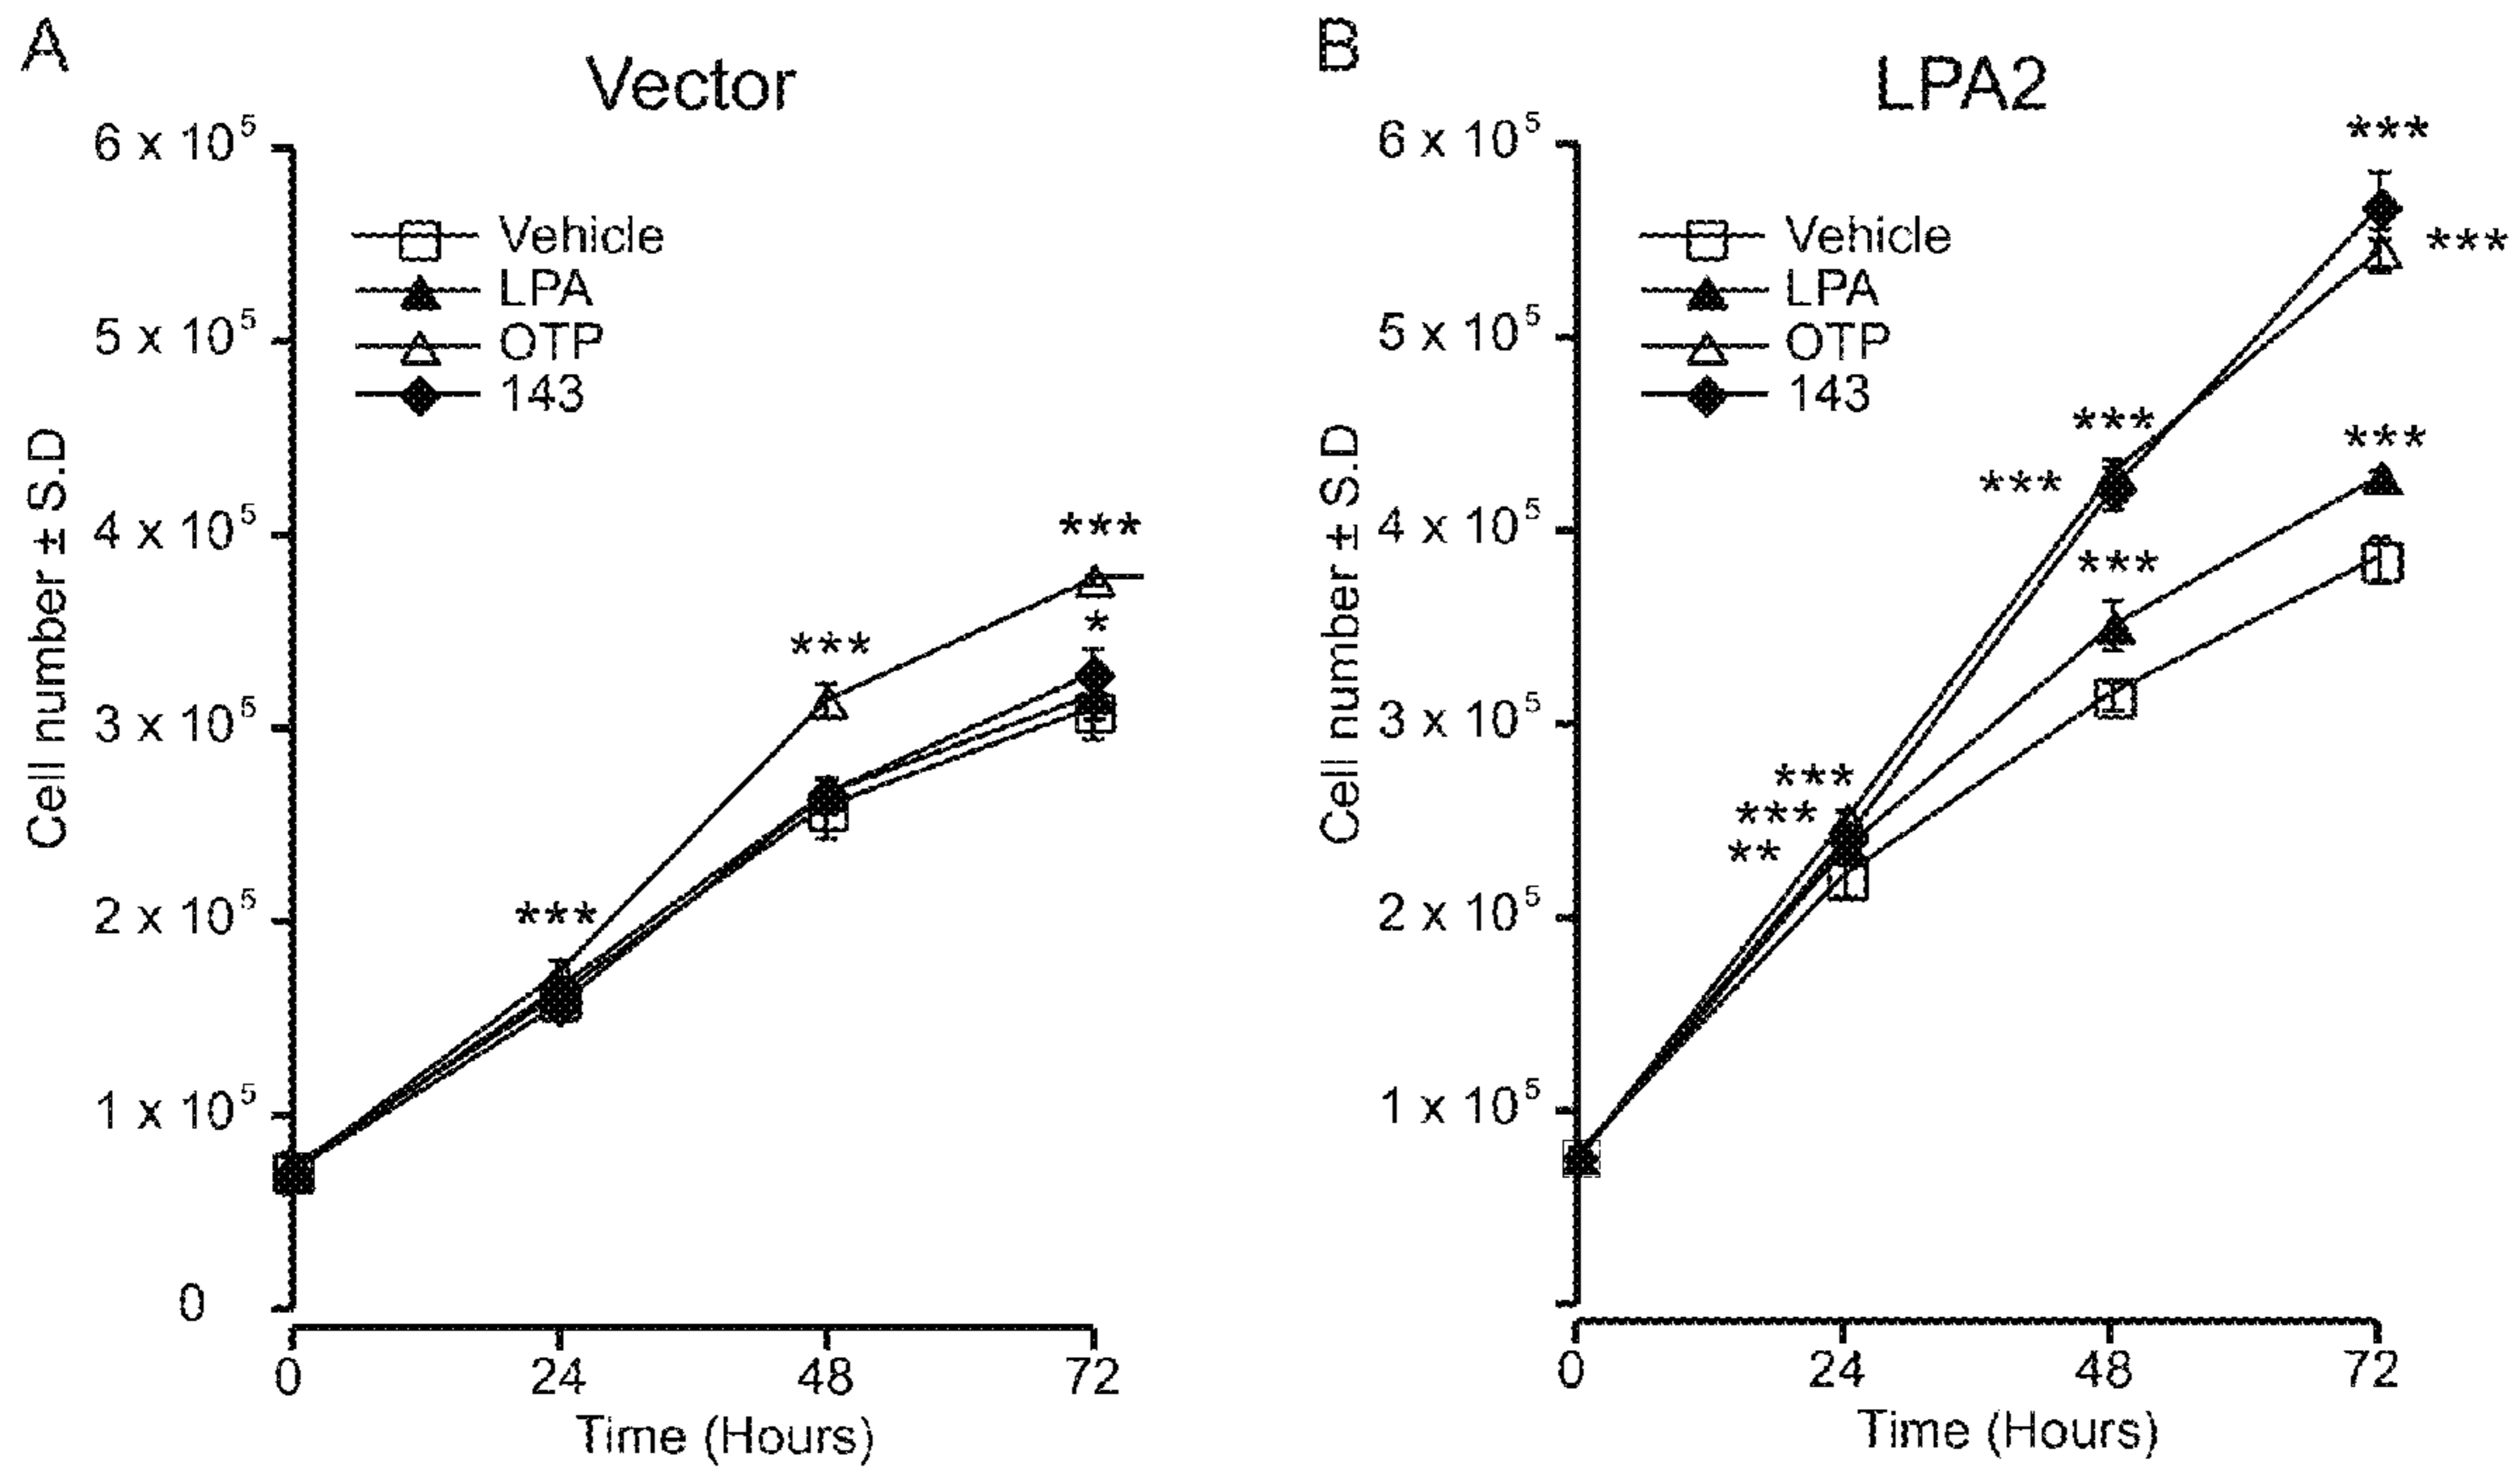 A
Vector
6 x 10⁵
5 x 10⁵
4 x 10⁵
3 x 10⁵
2 x 10⁵
1 x 10⁵
0
Cell number ± S.D
Vehicle
LPA
OTP
143
***
***
***
*
0
24
48
72
Time (Hours)
B
LPA2
6 x 10⁵
5 x 10⁵
4 x 10⁵
3 x 10⁵
2 x 10⁵
1 x 10⁵
Cell number ± S.D
Vehicle
LPA
OTP
143
***
***
***
***
***
***
***
***
**
0
24
48
72
Time (Hours)